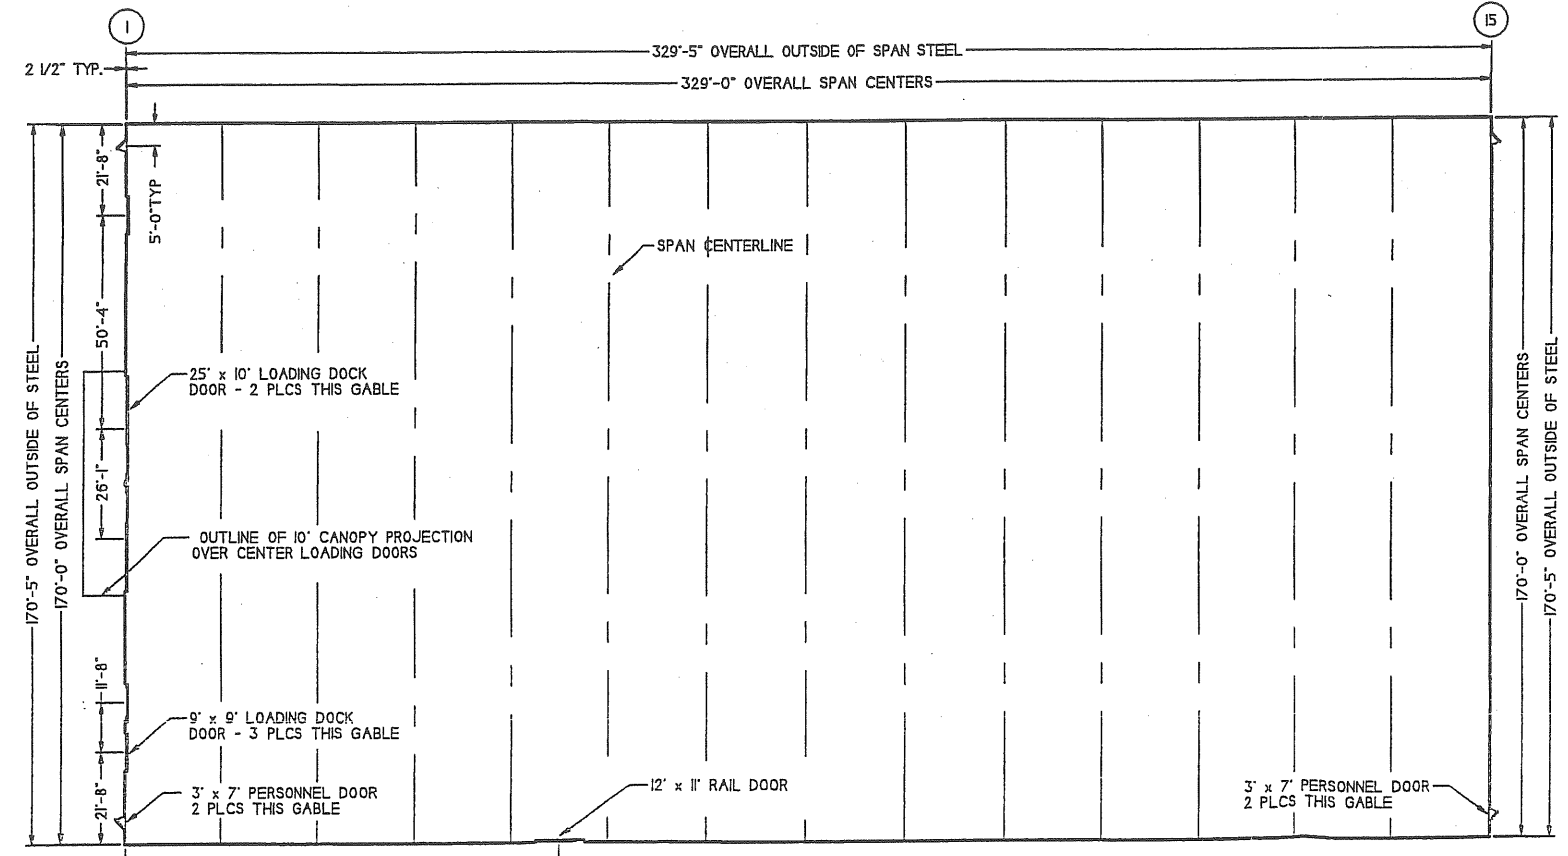 1
15
329'-5" OVERALL OUTSIDE OF SPAN STEEL
2 1/2" TYP.
329'-0" OVERALL SPAN CENTERS
21'-8"
5'-0"TYP
SPAN CENTERLINE
50'-4"
25' x 10' LOADING DOCK
DOOR - 2 PLCS THIS GABLE
170'-5" OVERALL OUTSIDE OF STEEL
170'-0" OVERALL SPAN CENTERS
26'-1"
OUTLINE OF 10' CANOPY PROJECTION
OVER CENTER LOADING DOORS
170'-0" OVERALL SPAN CENTERS
170'-5" OVERALL OUTSIDE OF STEEL
11'-8"
9' x 9' LOADING DOCK
DOOR - 3 PLCS THIS GABLE
21'-8"
3' x 7' PERSONNEL DOOR
2 PLCS THIS GABLE
12' x 11' RAIL DOOR
3' x 7' PERSONNEL DOOR
2 PLCS THIS GABLE